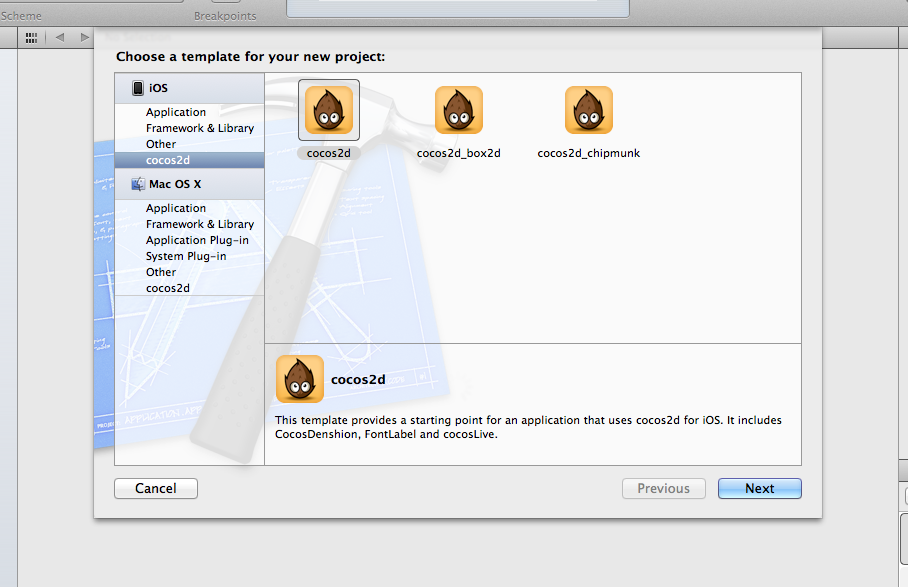 Scheme
Breakpoints
Choose a template for your new project:
iOS
Application
Framework & Library
Other
cocos2d
Mac OS X
Application
Framework & Library
Application Plug-in
System Plug-in
Other
cocos2d
cocos2d
cocos2d_box2d
cocos2d_chipmunk
cocos2d
This template provides a starting point for an application that uses cocos2d for iOS. It includes
CocosDenshion, FontLabel and cocosLive.
Cancel
Previous
Next